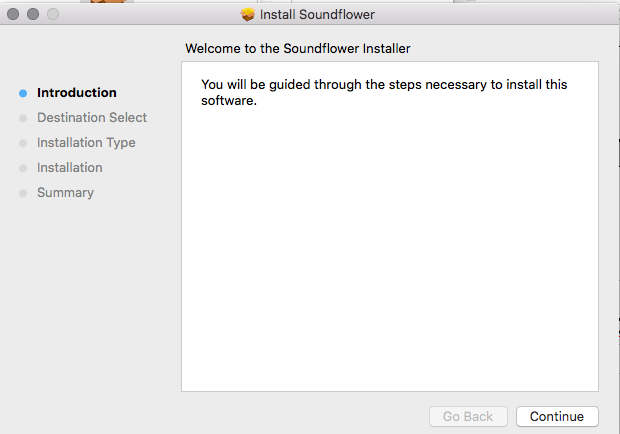 Install Soundflower
Welcome to the Soundflower Installer
Introduction
Destination Select
Installation Type
Installation
Summary
You will be guided through the steps necessary to install this
software.
Go Back
Continue